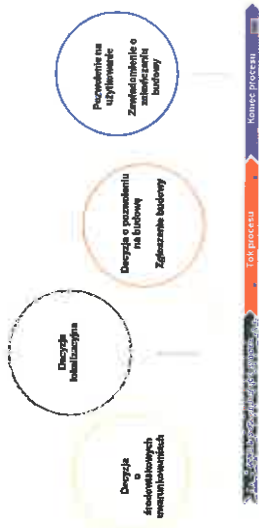 Decyzja
o
środowiskowych
uwarunkowaniach
Decyzja
lokalizacyjna
Decyzja o pozwoleniu
na budowę
Zgłoszenie budowy
Pozwolenie na
użytkowanie
Zawiadomienie o
zakończeniu
budowy
Tok procesu
Koniec procesu